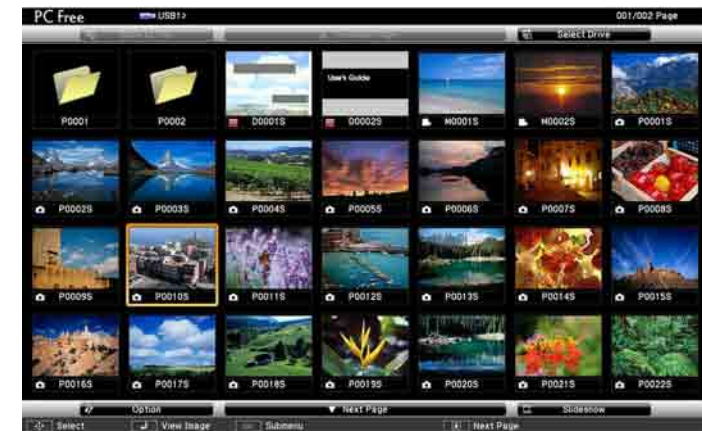 PC Free USB1> 001/002 Page
Select Drive
User's Guide
P0001 P0002 D0001S D0002S M0001S M0002S P0001S
P0002S P0003S P0004S P0005S P0006S P0007S P0008S
P0009S P0010S P0011S P0012S P0013S P0014S P0015S
P0016S P0017S P0018S P0019S P0020S P0021S P0022S
Option ▼ Next Page Slideshow
Select View Image Submenu Next Page